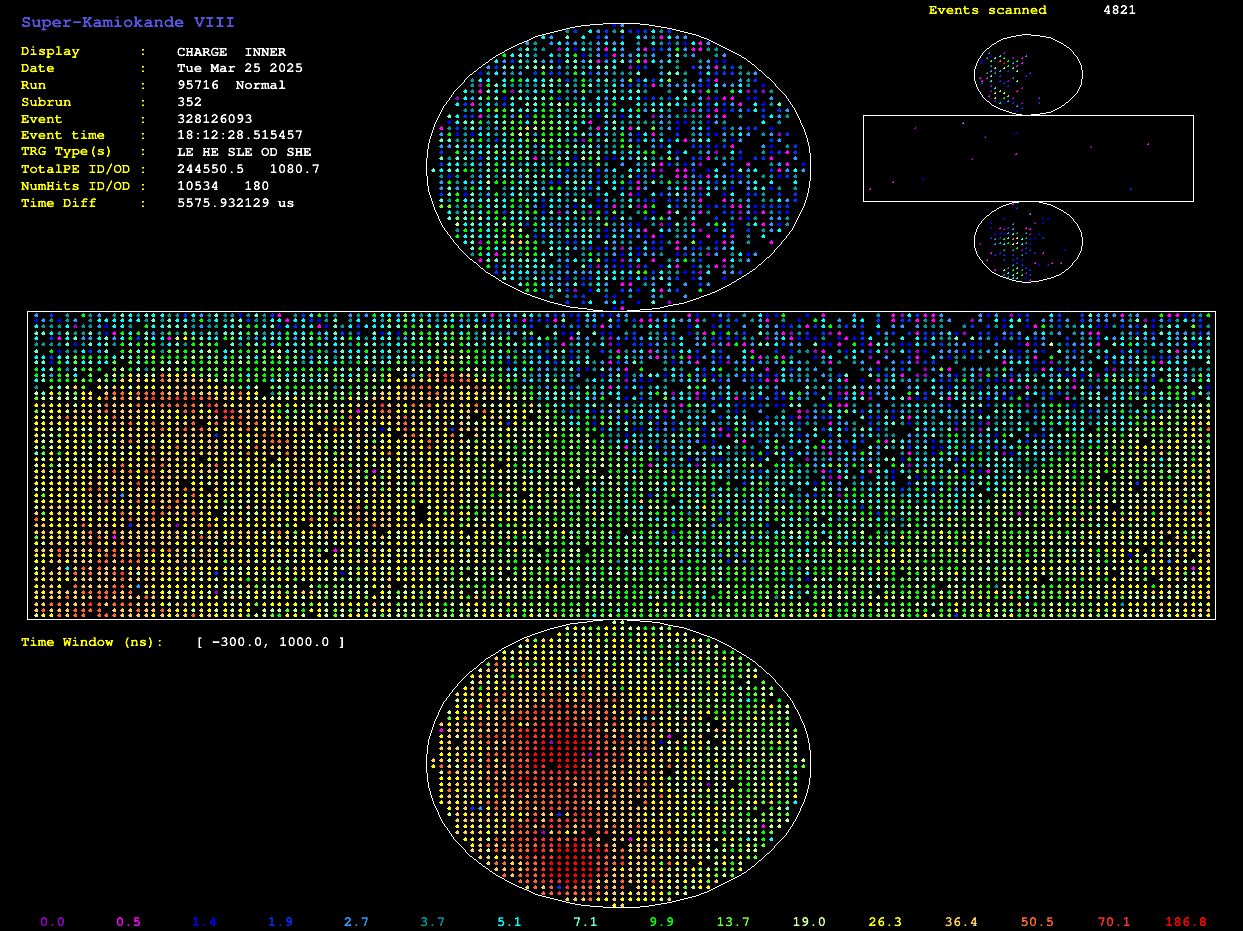 Super-Kamiokande VIII
Events scanned 4821
Display : CHARGE INNER
Date : Tue Mar 25 2025
Run : 95716 Normal
Subrun : 352
Event : 328126093
Event time : 18:12:28.515457
TRG Type(s) : LE HE SLE OD SHE
TotalPE ID/OD : 244550.5 1080.7
NumHits ID/OD : 10534 180
Time Diff : 5575.932129 us
Time Window (ns): [ -300.0, 1000.0 ]
0.0 0.5 1.4 1.9 2.7 3.7 5.1 7.1 9.9 13.7 19.0 26.3 36.4 50.5 70.1 186.8